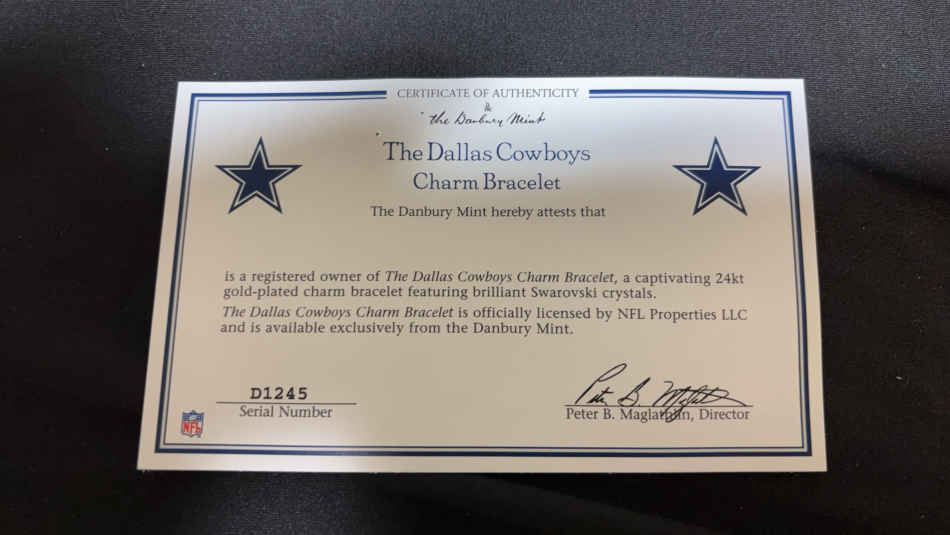 CERTIFICATE OF AUTHENTICITY
the Danbury Mint
The Dallas Cowboys
Charm Bracelet
The Danbury Mint hereby attests that
is a registered owner of The Dallas Cowboys Charm Bracelet, a captivating 24kt
gold-plated charm bracelet featuring brilliant Swarovski crystals.
The Dallas Cowboys Charm Bracelet is officially licensed by NFL Properties LLC
and is available exclusively from the Danbury Mint.
D1245
Serial Number
Peter B. Maglathlin
Peter B. Maglathlin, Director
NFL